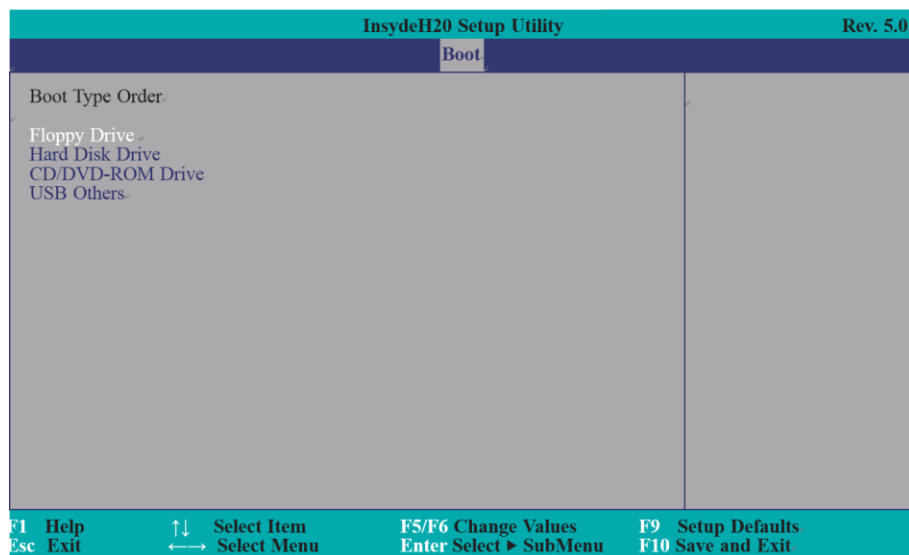 InsydeH20 Setup Utility Rev. 5.0
Boot
Boot Type Order
Floppy Drive
Hard Disk Drive
CD/DVD-ROM Drive
USB Others
F1 Help ↑↓ Select Item F5/F6 Change Values F9 Setup Defaults
Esc Exit ←→ Select Menu Enter Select ► SubMenu F10 Save and Exit